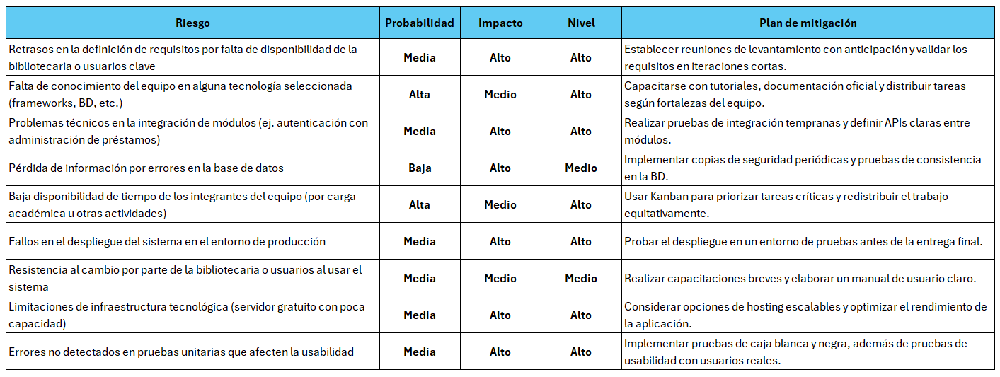 Riesgo Probabilidad Impacto Nivel Plan de mitigación
Retrasos en la definición de requisitos por falta de disponibilidad de la
bibliotecaria o usuarios clave
Media Alto Alto
Establecer reuniones de levantamiento con anticipación y validar los
requisitos en iteraciones cortas.
Falta de conocimiento del equipo en alguna tecnología seleccionada
(frameworks, BD, etc.)
Alta Medio Alto
Capacitarse con tutoriales, documentación oficial y distribuir tareas
según fortalezas del equipo.
Problemas técnicos en la integración de módulos (ej. autenticación con
administración de préstamos)
Media Alto Alto
Realizar pruebas de integración tempranas y definir APIs claras entre
módulos.
Pérdida de información por errores en la base de datos
Baja Alto Medio
Implementar copias de seguridad periódicas y pruebas de consistencia
en la BD.
Baja disponibilidad de tiempo de los integrantes del equipo (por carga
académica u otras actividades)
Alta Medio Alto
Usar Kanban para priorizar tareas críticas y redistribuir el trabajo
equitativamente.
Fallos en el despliegue del sistema en el entorno de producción
Media Alto Alto
Probar el despliegue en un entorno de pruebas antes de la entrega final.
Resistencia al cambio por parte de la bibliotecaria o usuarios al usar el
sistema
Media Medio Medio
Realizar capacitaciones breves y elaborar un manual de usuario claro.
Limitaciones de infraestructura tecnológica (servidor gratuito con poca
capacidad)
Media Alto Alto
Considerar opciones de hosting escalables y optimizar el rendimiento de
la aplicación.
Errores no detectados en pruebas unitarias que afecten la usabilidad
Media Alto Alto
Implementar pruebas de caja blanca y negra, además de pruebas de
usabilidad con usuarios reales.